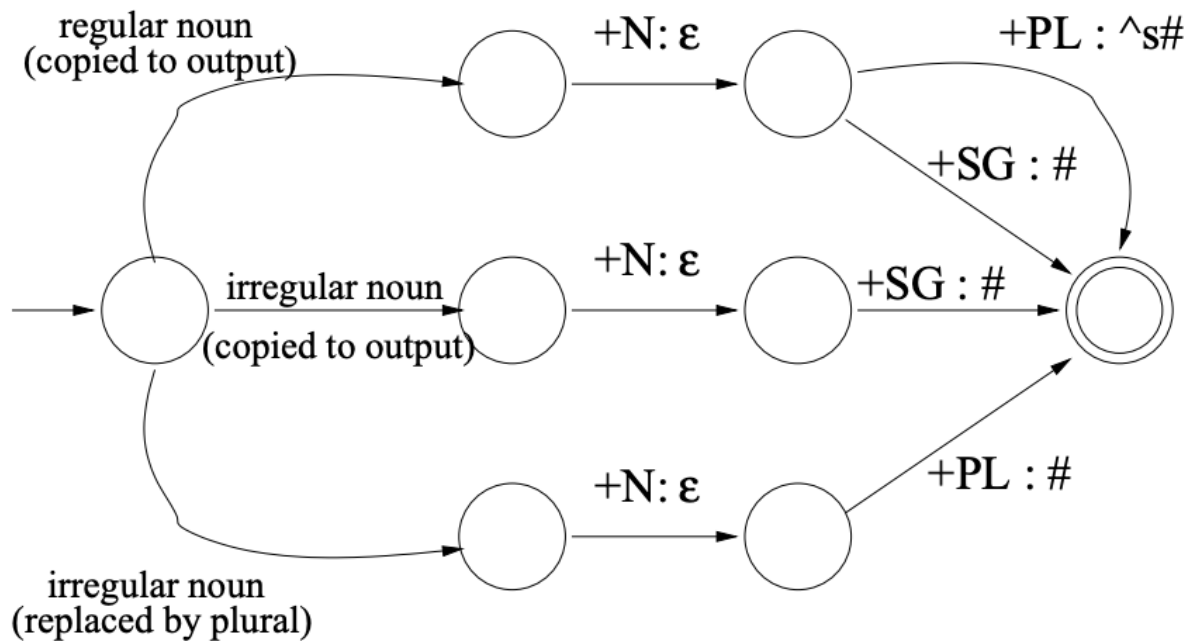 regular noun
(copied to output)
+N: ε
+PL : ^s#
+SG : #
irregular noun
(copied to output)
+N: ε
+SG : #
irregular noun
(replaced by plural)
+N: ε
+PL : #